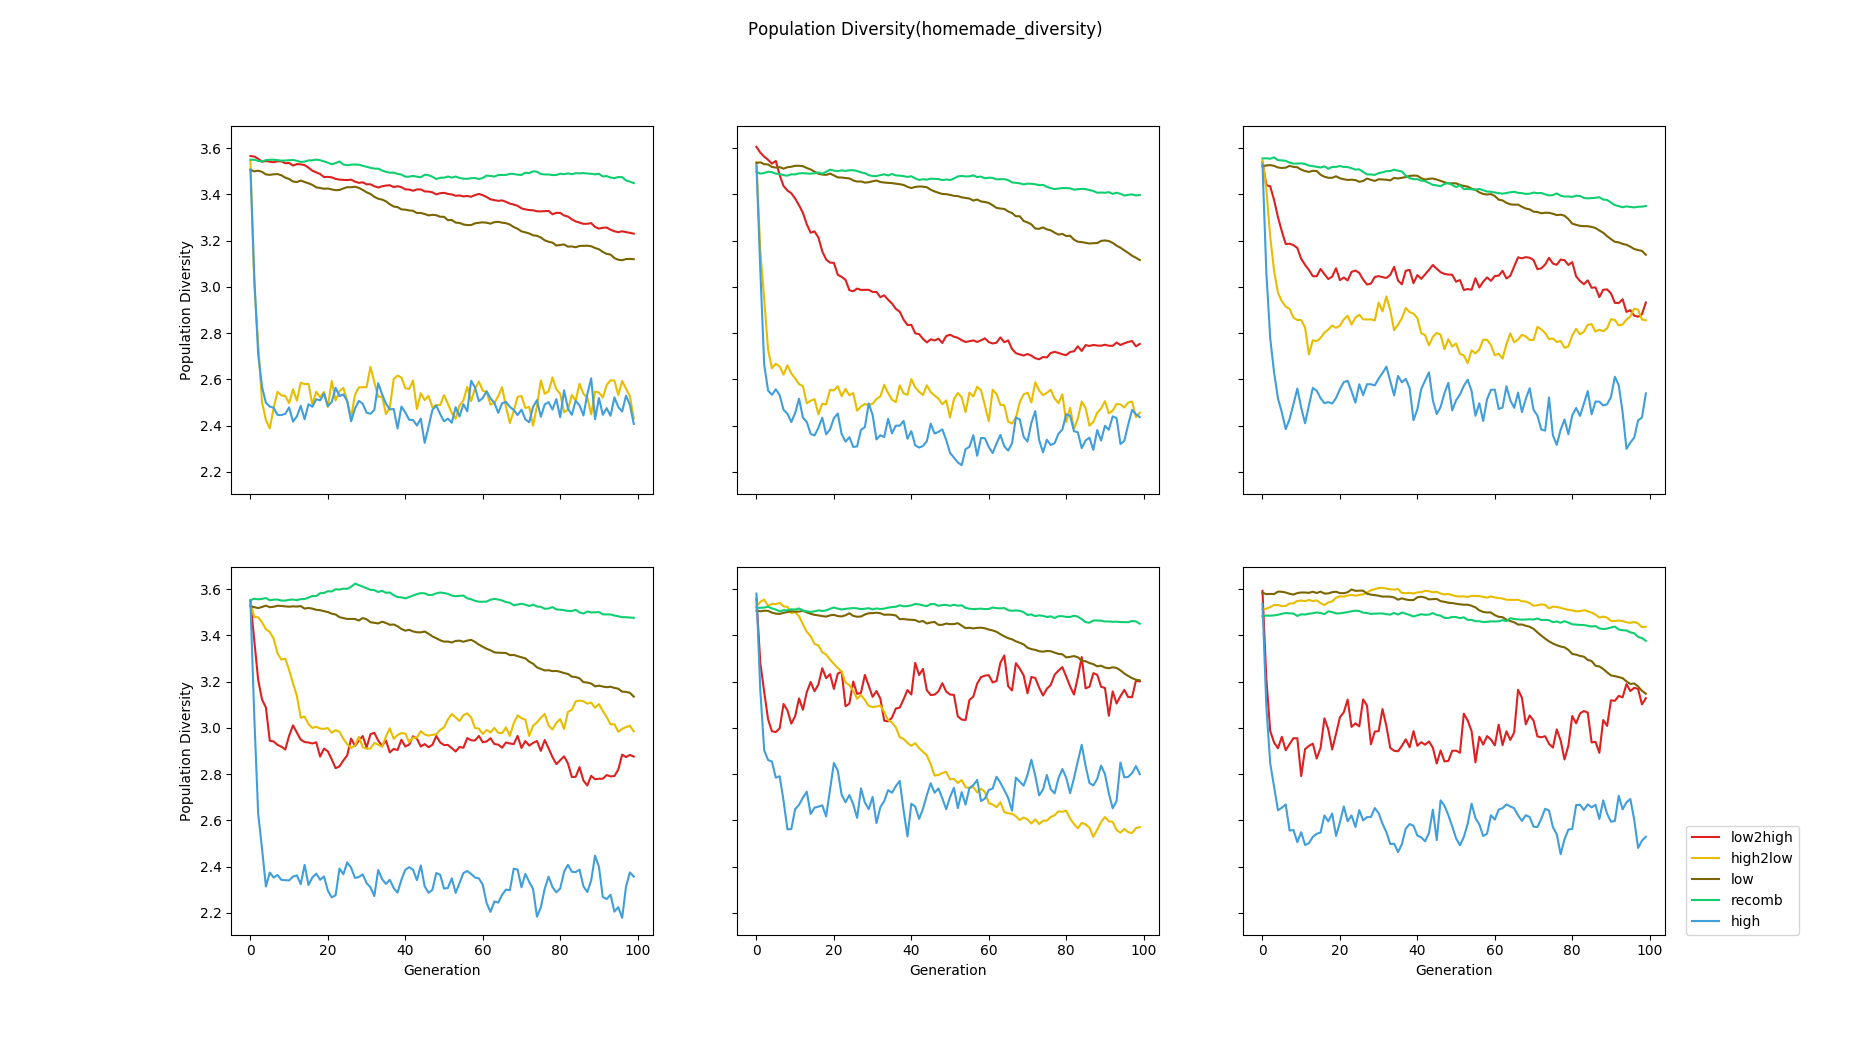 Population Diversity(homemade_diversity)
Population Diversity
3.6
3.4
3.2
3.0
2.8
2.6
2.4
2.2
Population Diversity
3.6
3.4
3.2
3.0
2.8
2.6
2.4
2.2
0 20 40 60 80 100
Generation
0 20 40 60 80 100
Generation
0 20 40 60 80 100
Generation
low2high
high2low
low
recomb
high